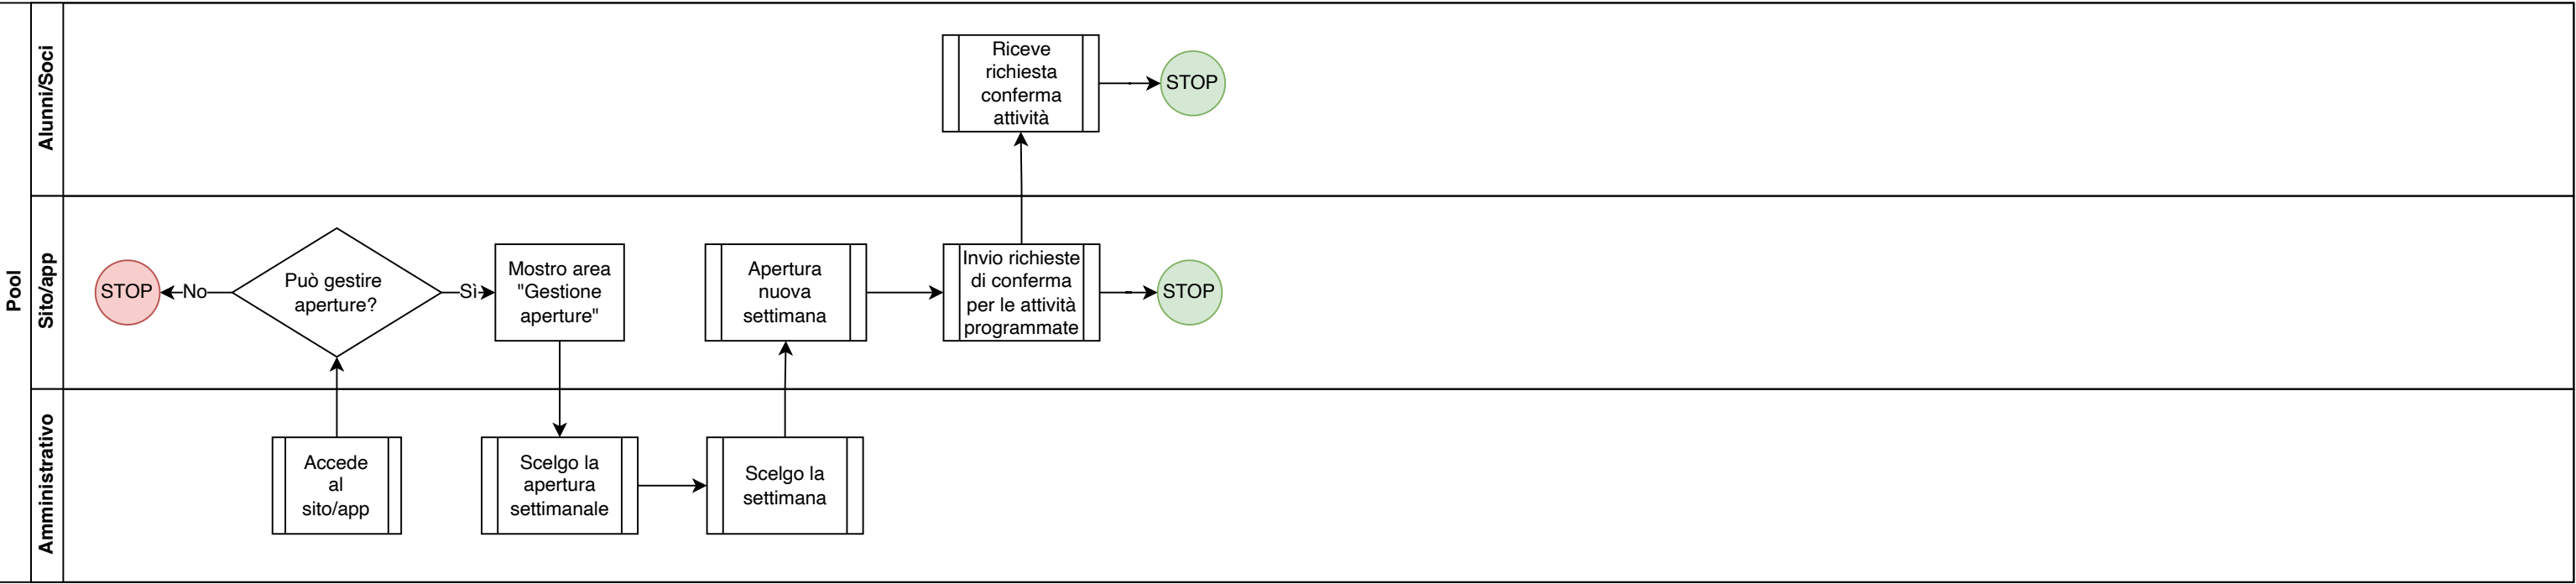 Pool
Alunni/Soci
Riceve
richiesta
conferma
attività
STOP
Sito/app
STOP
No
Può gestire
aperture?
Sì
Mostro area
"Gestione
aperture"
Apertura
nuova
settimana
Invio richieste
di conferma
per le attività
programmate
STOP
Amministrativo
Accede
al
sito/app
Scelgo la
apertura
settimanale
Scelgo la
settimana